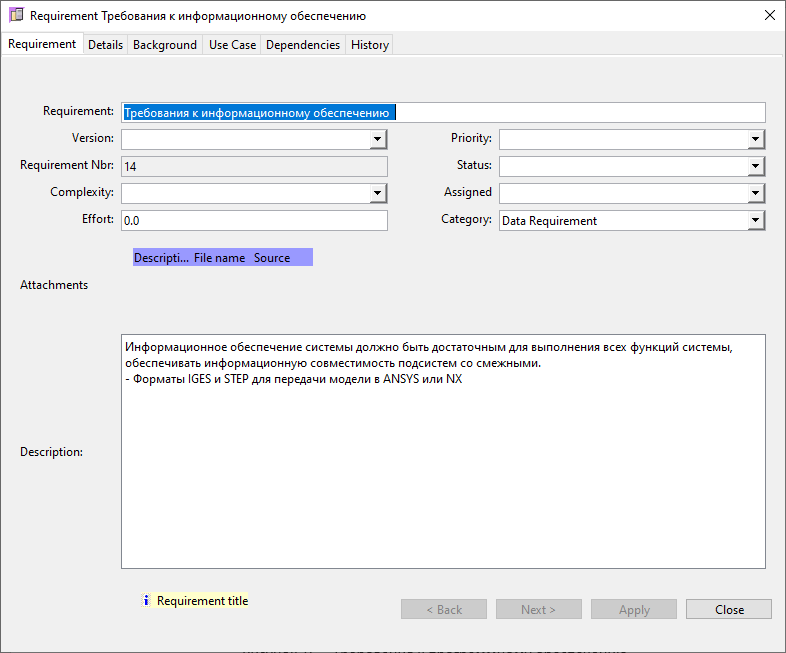 Requirement Требования к информационному обеспечению
Requirement Details Background Use Case Dependencies History
Requirement: Требования к информационному обеспечению
Version: Priority:
Requirement Nbr: 14 Status:
Complexity: Assigned
Effort: 0.0 Category: Data Requirement
Descripti... File name Source
Attachments
Информационное обеспечение системы должно быть достаточным для выполнения всех функций системы,
обеспечивать информационную совместимость подсистем со смежными.
- Форматы IGES и STEP для передачи модели в ANSYS или NX
Description:
Requirement title
< Back Next > Apply Close